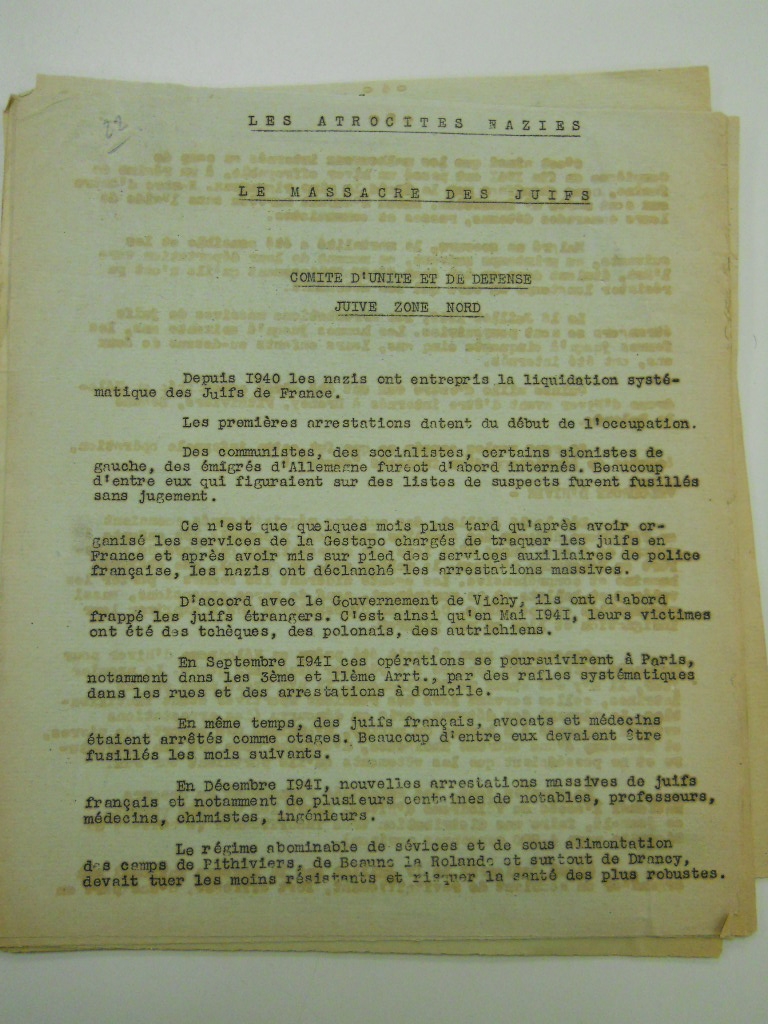 22
LES ATROCITES NAZIES
LE MASSACRE DES JUIFS
COMITE D'UNITE ET DE DEFENSE
JUIVE ZONE NORD
Depuis I940 les nazis ont entrepris la liquidation systé-
matique des Juifs de France.
Les premières arrestations datent du début de l'occupation.
Des communistes, des socialistes, certains sionistes de
gauche, des émigrés d'Allemagne furent d'abord internés. Beaucoup
d'entre eux qui figuraient sur des listes de suspects furent fusillés
sans jugement.
Ce n'est que quelques mois plus tard qu'après avoir or-
ganisé les services de la Gestapo chargés de traquer les juifs en
France et après avoir mis sur pied des services auxiliaires de police
française, les nazis ont déclanché les arrestations massives.
D'accord avec le Gouvernement de Vichy, ils ont d'abord
frappé les juifs étrangers. C'est ainsi qu'en Mai I94I, leurs victimes
ont été des tchèques, des polonais, des autrichiens.
En Septembre I94I ces opérations se poursuivirent à Paris,
notamment dans les 3ème et 11ème Arrt., par des rafles systématiques
dans les rues et des arrestations à domicile.
En même temps, des juifs français, avocats et médecins
étaient arrêtés comme otages. Beaucoup d'entre eux devaient être
fusillés les mois suivants.
En Décembre I94I, nouvelles arrestations massives de juifs
français et notamment de plusieurs centaines de notables, professeurs,
médecins, chimistes, ingénieurs.
Le régime abominable de sévices et de sous alimentation
des camps de Pithiviers, de Beaune la Rolande et surtout de Drancy,
devait tuer les moins résistants et risquer la santé des plus robustes.